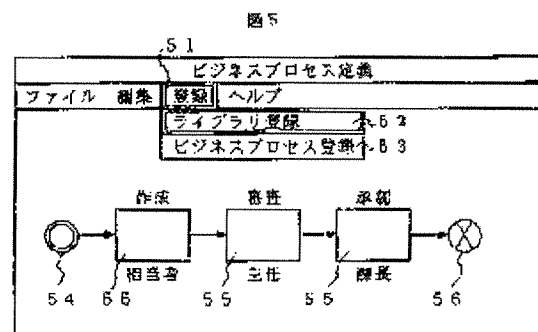 図5
51
ビジネスプロセス定義
ファイル 編集 登録 ヘルプ
ライブラリ登録 52
ビジネスプロセス登録 53
作成 審査 承認
担当者 主任 課長
54 55 55 55 56